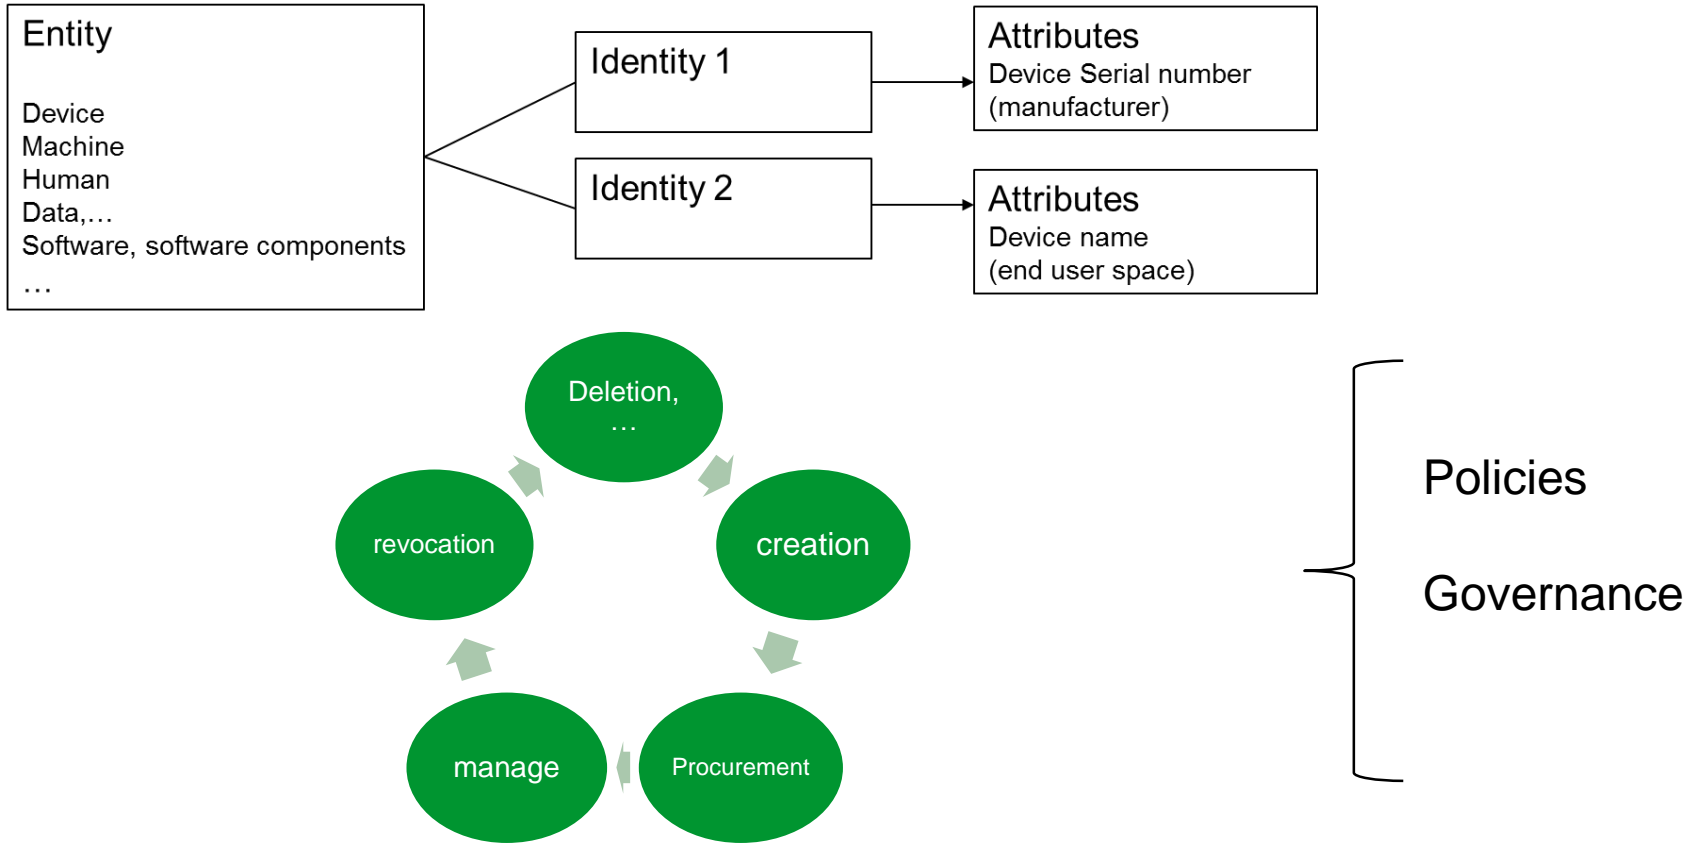 Entity
Device
Machine
Human
Data,…
Software, software components
…
Identity 1
Identity 2
Attributes
Device Serial number
(manufacturer)
Attributes
Device name
(end user space)
Deletion,
…
creation
Procurement
manage
revocation
Policies
Governance